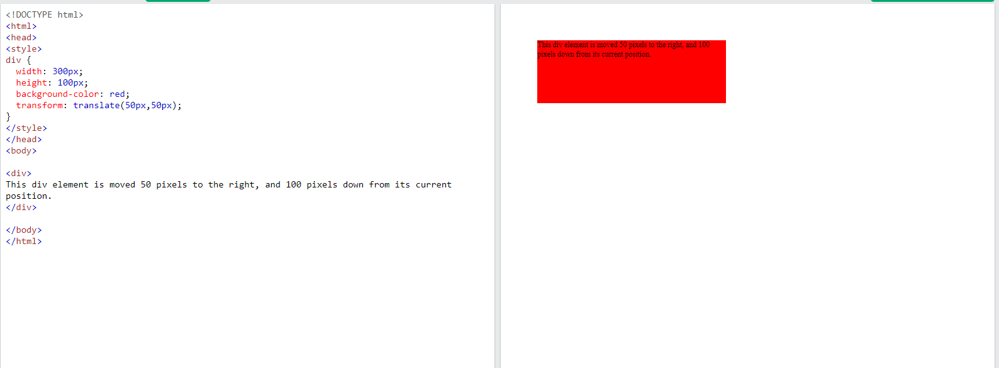 <!DOCTYPE html>
<html>
<head>
<style>
div {
  width: 300px;
  height: 100px;
  background-color: red;
  transform: translate(50px,50px);
}
</style>
</head>
<body>
<div>
This div element is moved 50 pixels to the right, and 100 pixels down from its current
position.
</div>
</body>
</html>
This div element is moved 50 pixels to the right, and 100
pixels down from its current position.